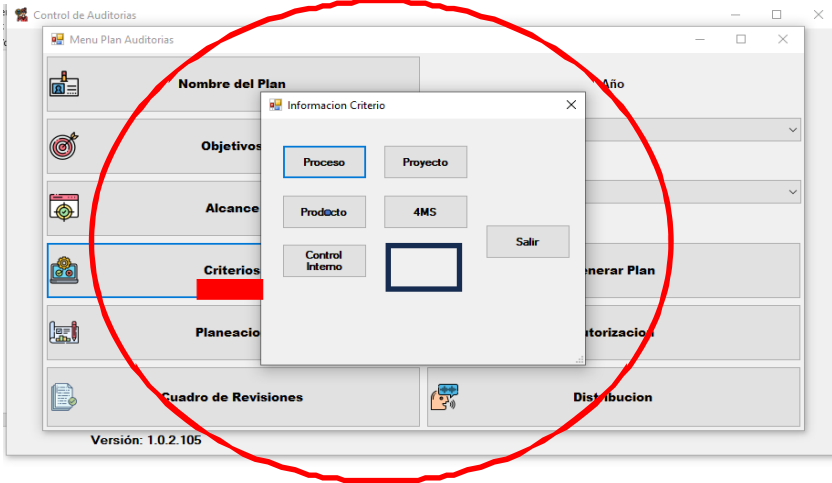 Control de Auditorias
Menu Plan Auditorias
Nombre del Plan
Año
Informacion Criterio
Objetivos
Proceso
Proyecto
Alcance
Producto
4MS
Salir
Control
Interno
Criterios
enerar Plan
Planeacio
utorizacion
Cuadro de Revisiones
Distribucion
Versión: 1.0.2.105